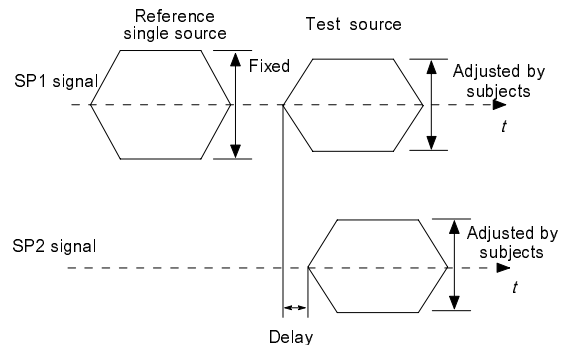 Reference
single source
Test source
SP1 signal
Fixed
Adjusted by
subjects
t
SP2 signal
Adjusted by
subjects
t
Delay